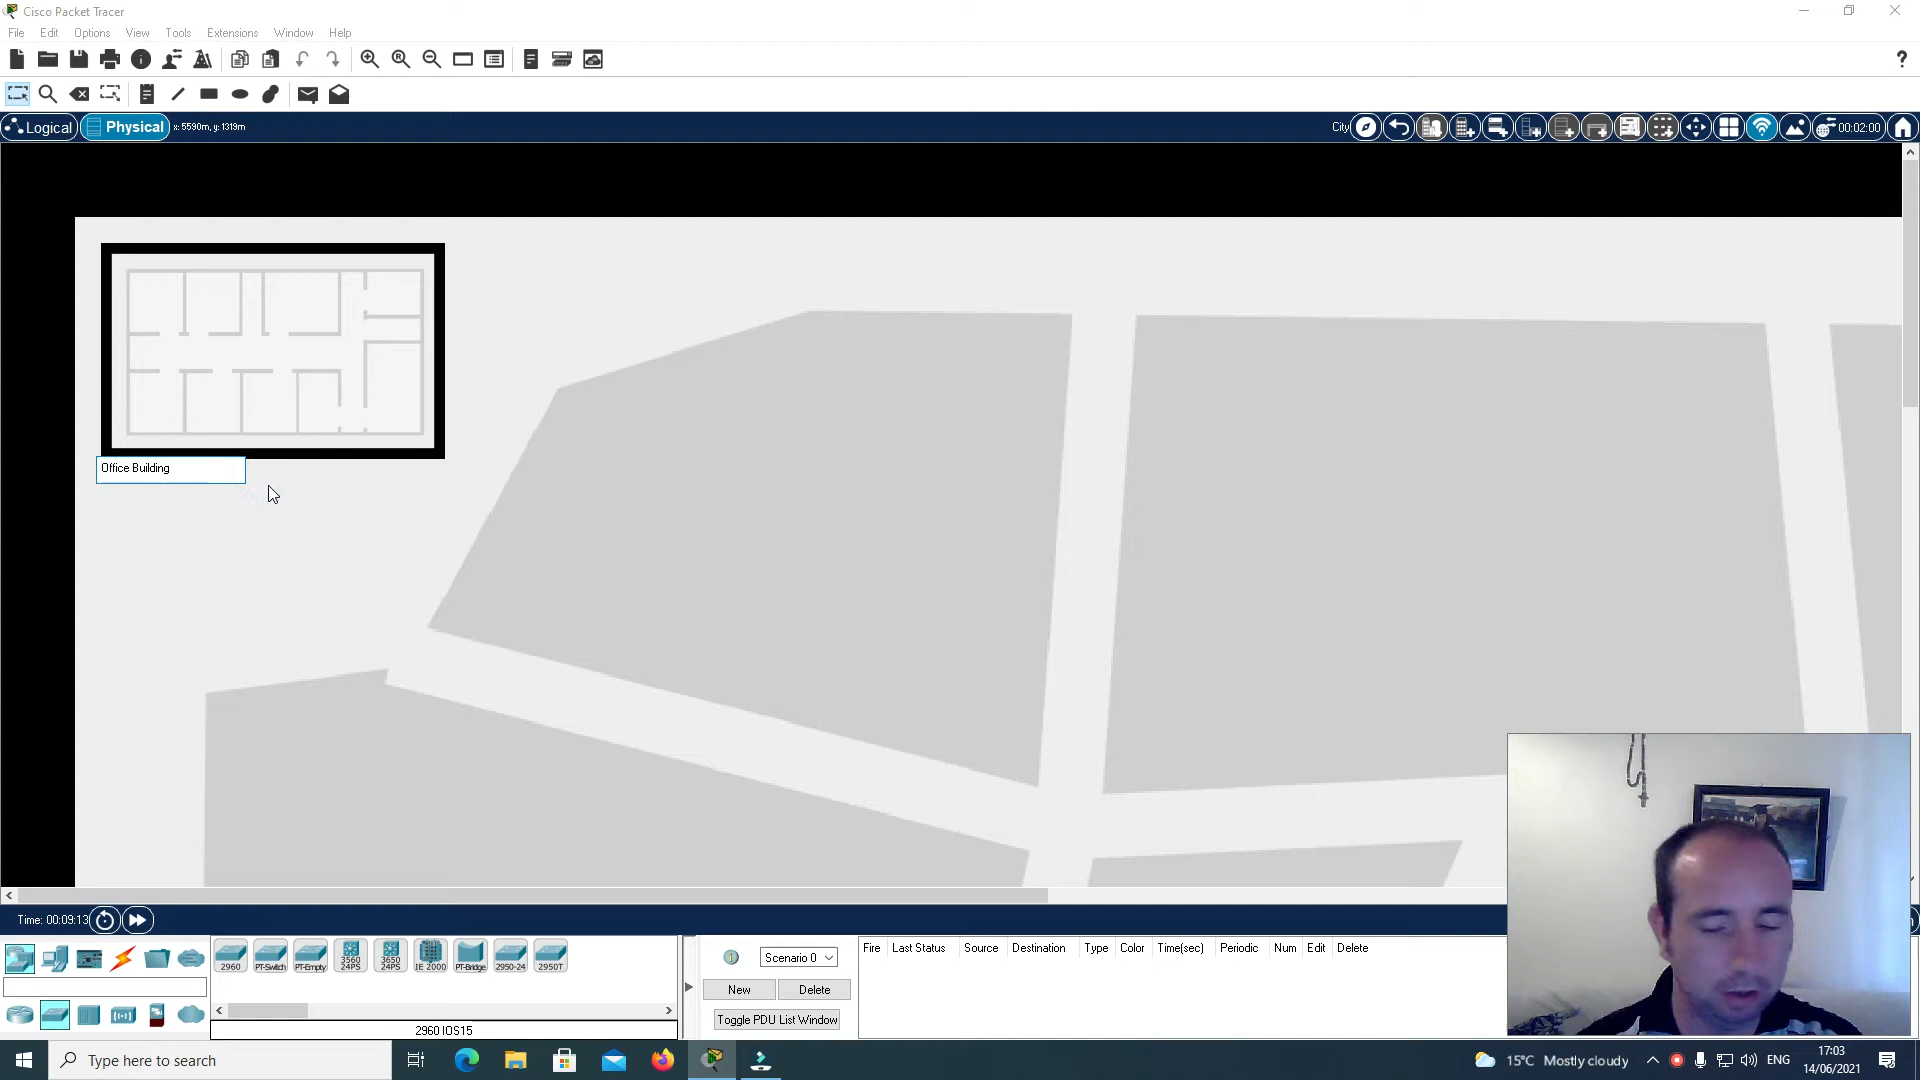 Cisco Packet Tracer
File Edit Options View Tools Extensions Window Help
?
Logical Physical x: 5590m, y: 1319m City 00:02:00
Office Building
Time: 00:09:13
2960 PT-Switch PT-Empty 3560 24PS 3650 24PS IE 2000 PT-Bridge 2950-24 2950T
2960 IOS15
Scenario 0
New Delete
Toggle PDU List Window
Fire Last Status Source Destination Type Color Time(sec) Periodic Num Edit Delete
Type here to search
15°C Mostly cloudy ENG 17:03 14/06/2021